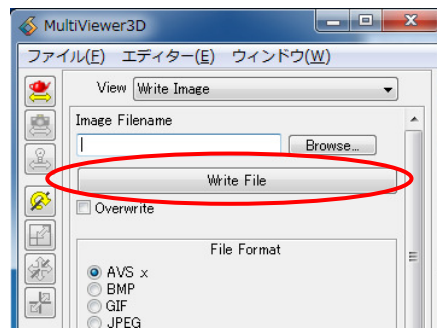 MultiViewer3D
ファイル(F) エディター(E) ウィンドウ(W)
View Write Image
Image Filename
Browse...
Write File
Overwrite
File Format
AVS x
BMP
GIF
JPEG